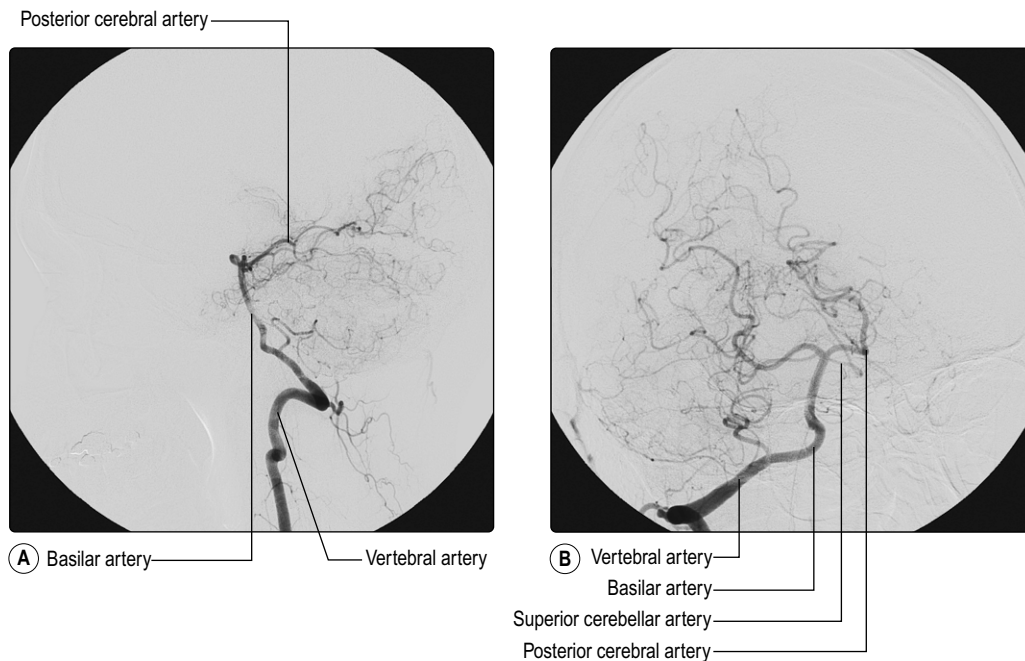 Posterior cerebral artery
A Basilar artery
Vertebral artery
B Vertebral artery
Basilar artery
Superior cerebellar artery
Posterior cerebral artery